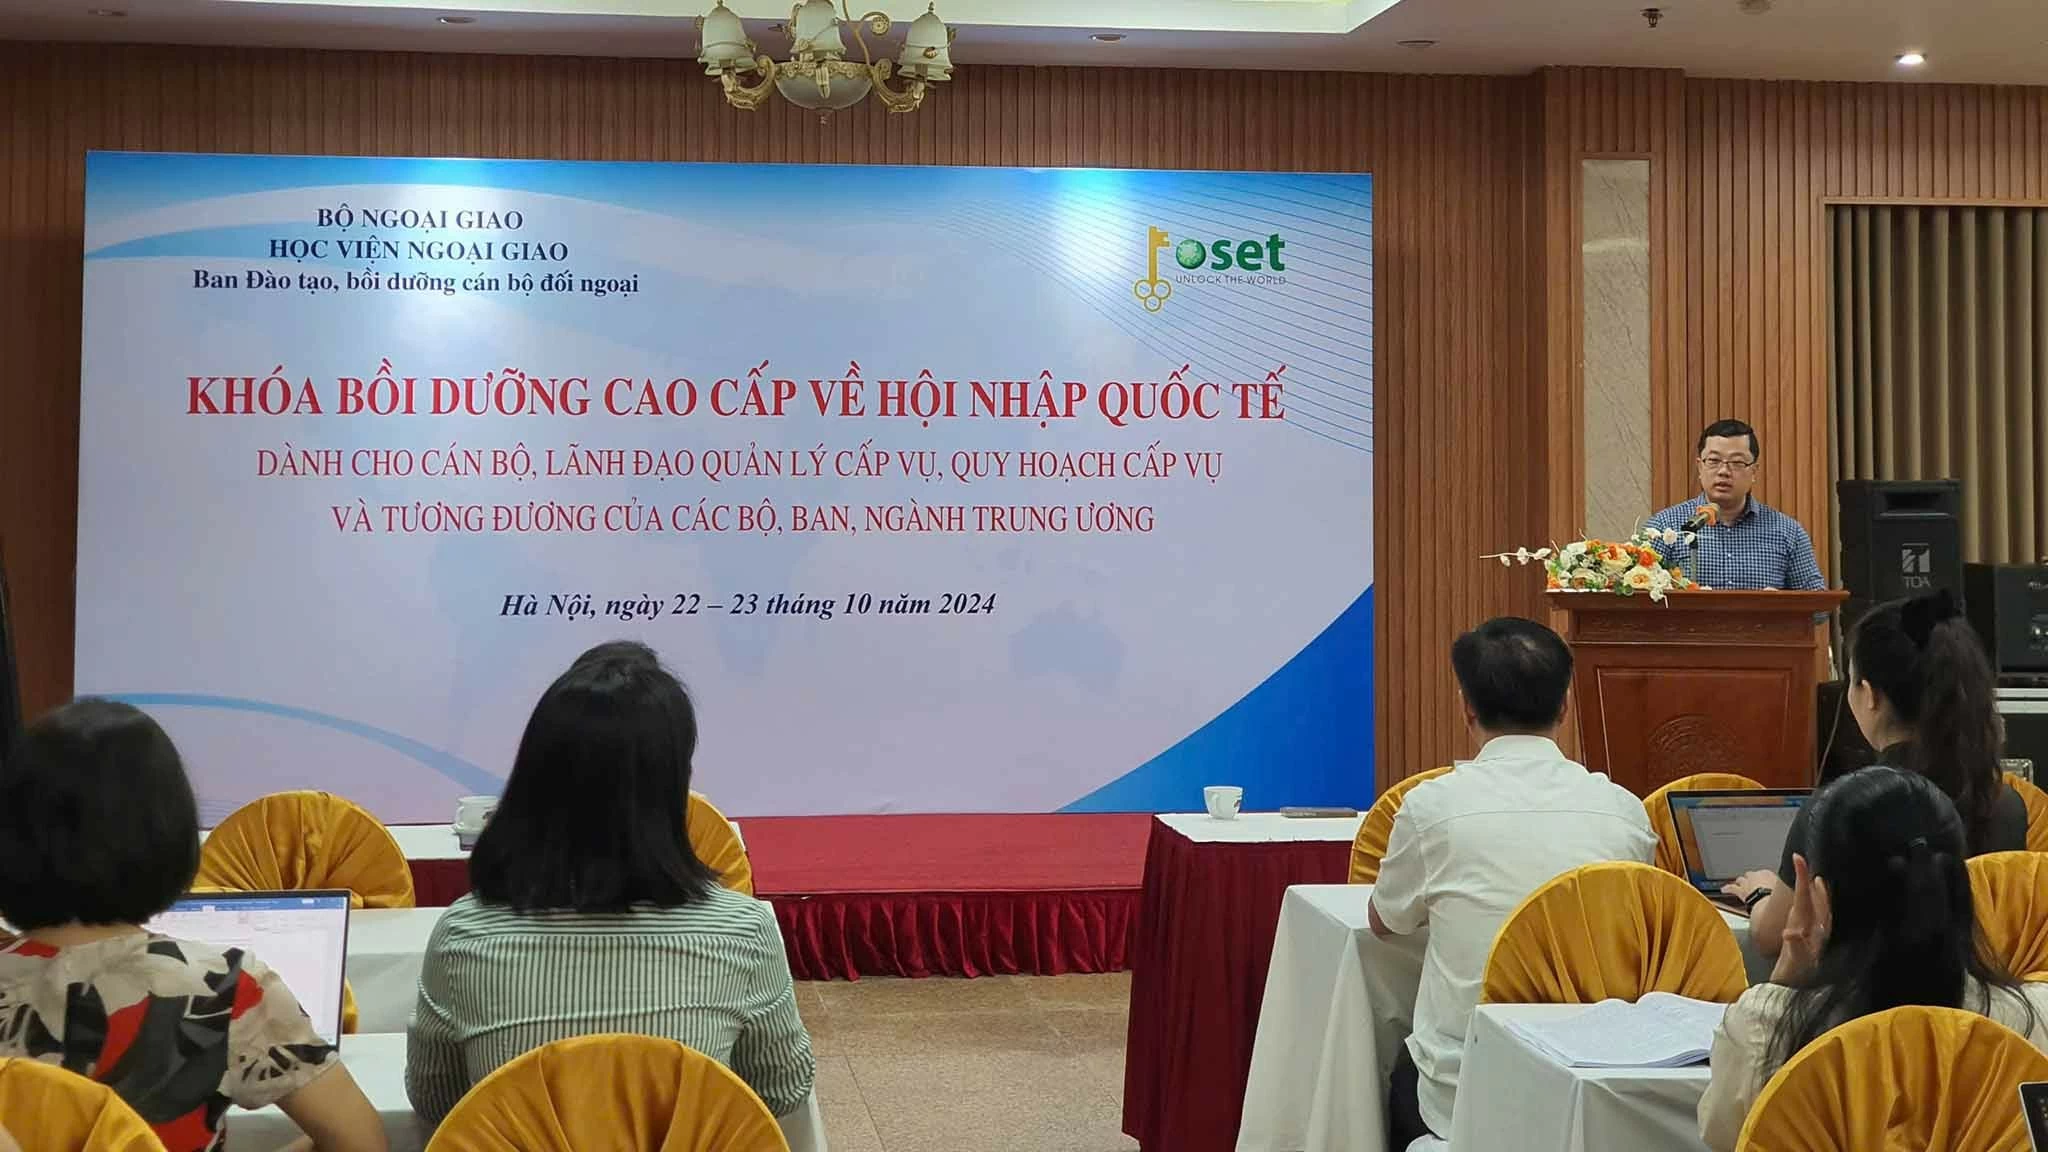 BỘ NGOẠI GIAO
HỌC VIỆN NGOẠI GIAO
Ban Đào tạo, bồi dưỡng cán bộ đối ngoại
foset
UNLOCK THE WORLD
KHÓA BỒI DƯỠNG CAO CẤP VỀ HỘI NHẬP QUỐC TẾ
DÀNH CHO CÁN BỘ, LÃNH ĐẠO QUẢN LÝ CẤP VỤ, QUY HOẠCH CẤP VỤ
VÀ TƯƠNG ĐƯƠNG CỦA CÁC BỘ, BAN, NGÀNH TRUNG ƯƠNG
Hà Nội, ngày 22 – 23 tháng 10 năm 2024
TOA